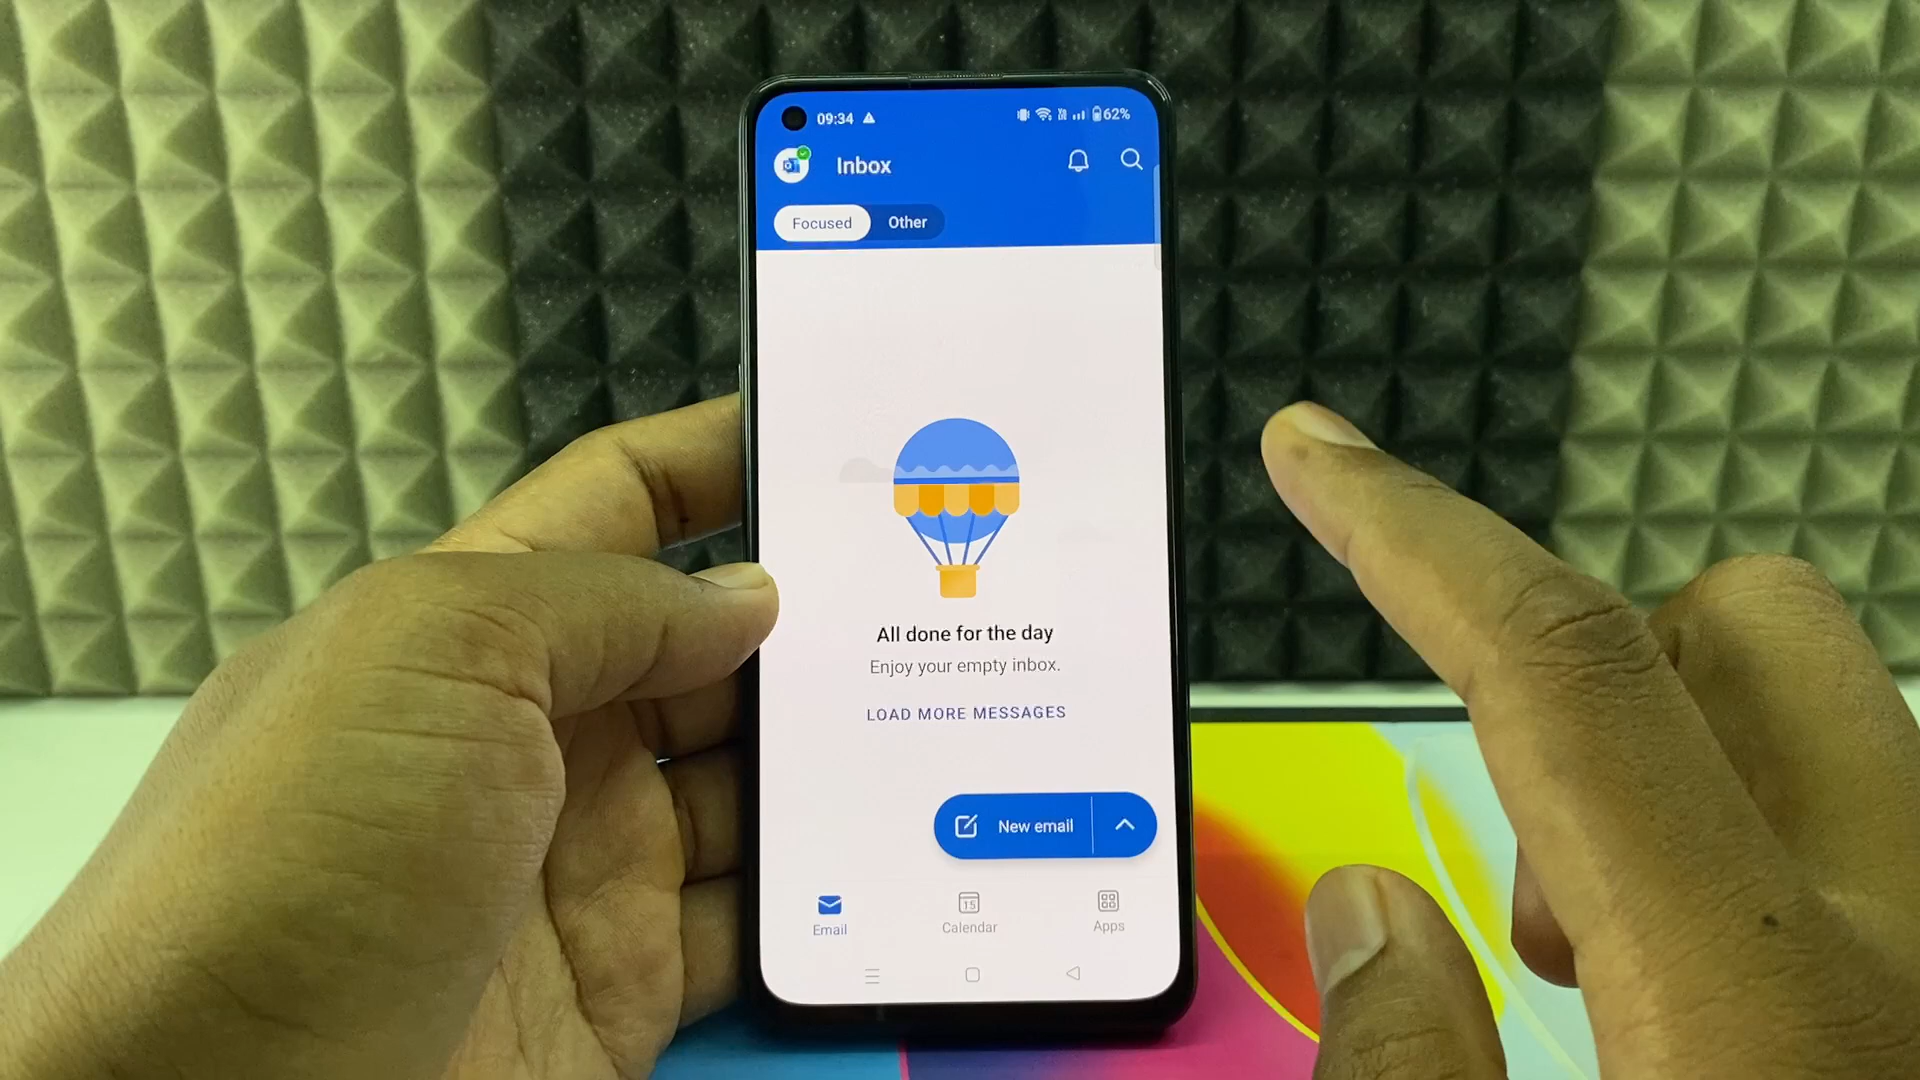 09:34
62%
Inbox
Focused
Other
All done for the day
Enjoy your empty inbox.
LOAD MORE MESSAGES
New email
15
Email
Calendar
Apps